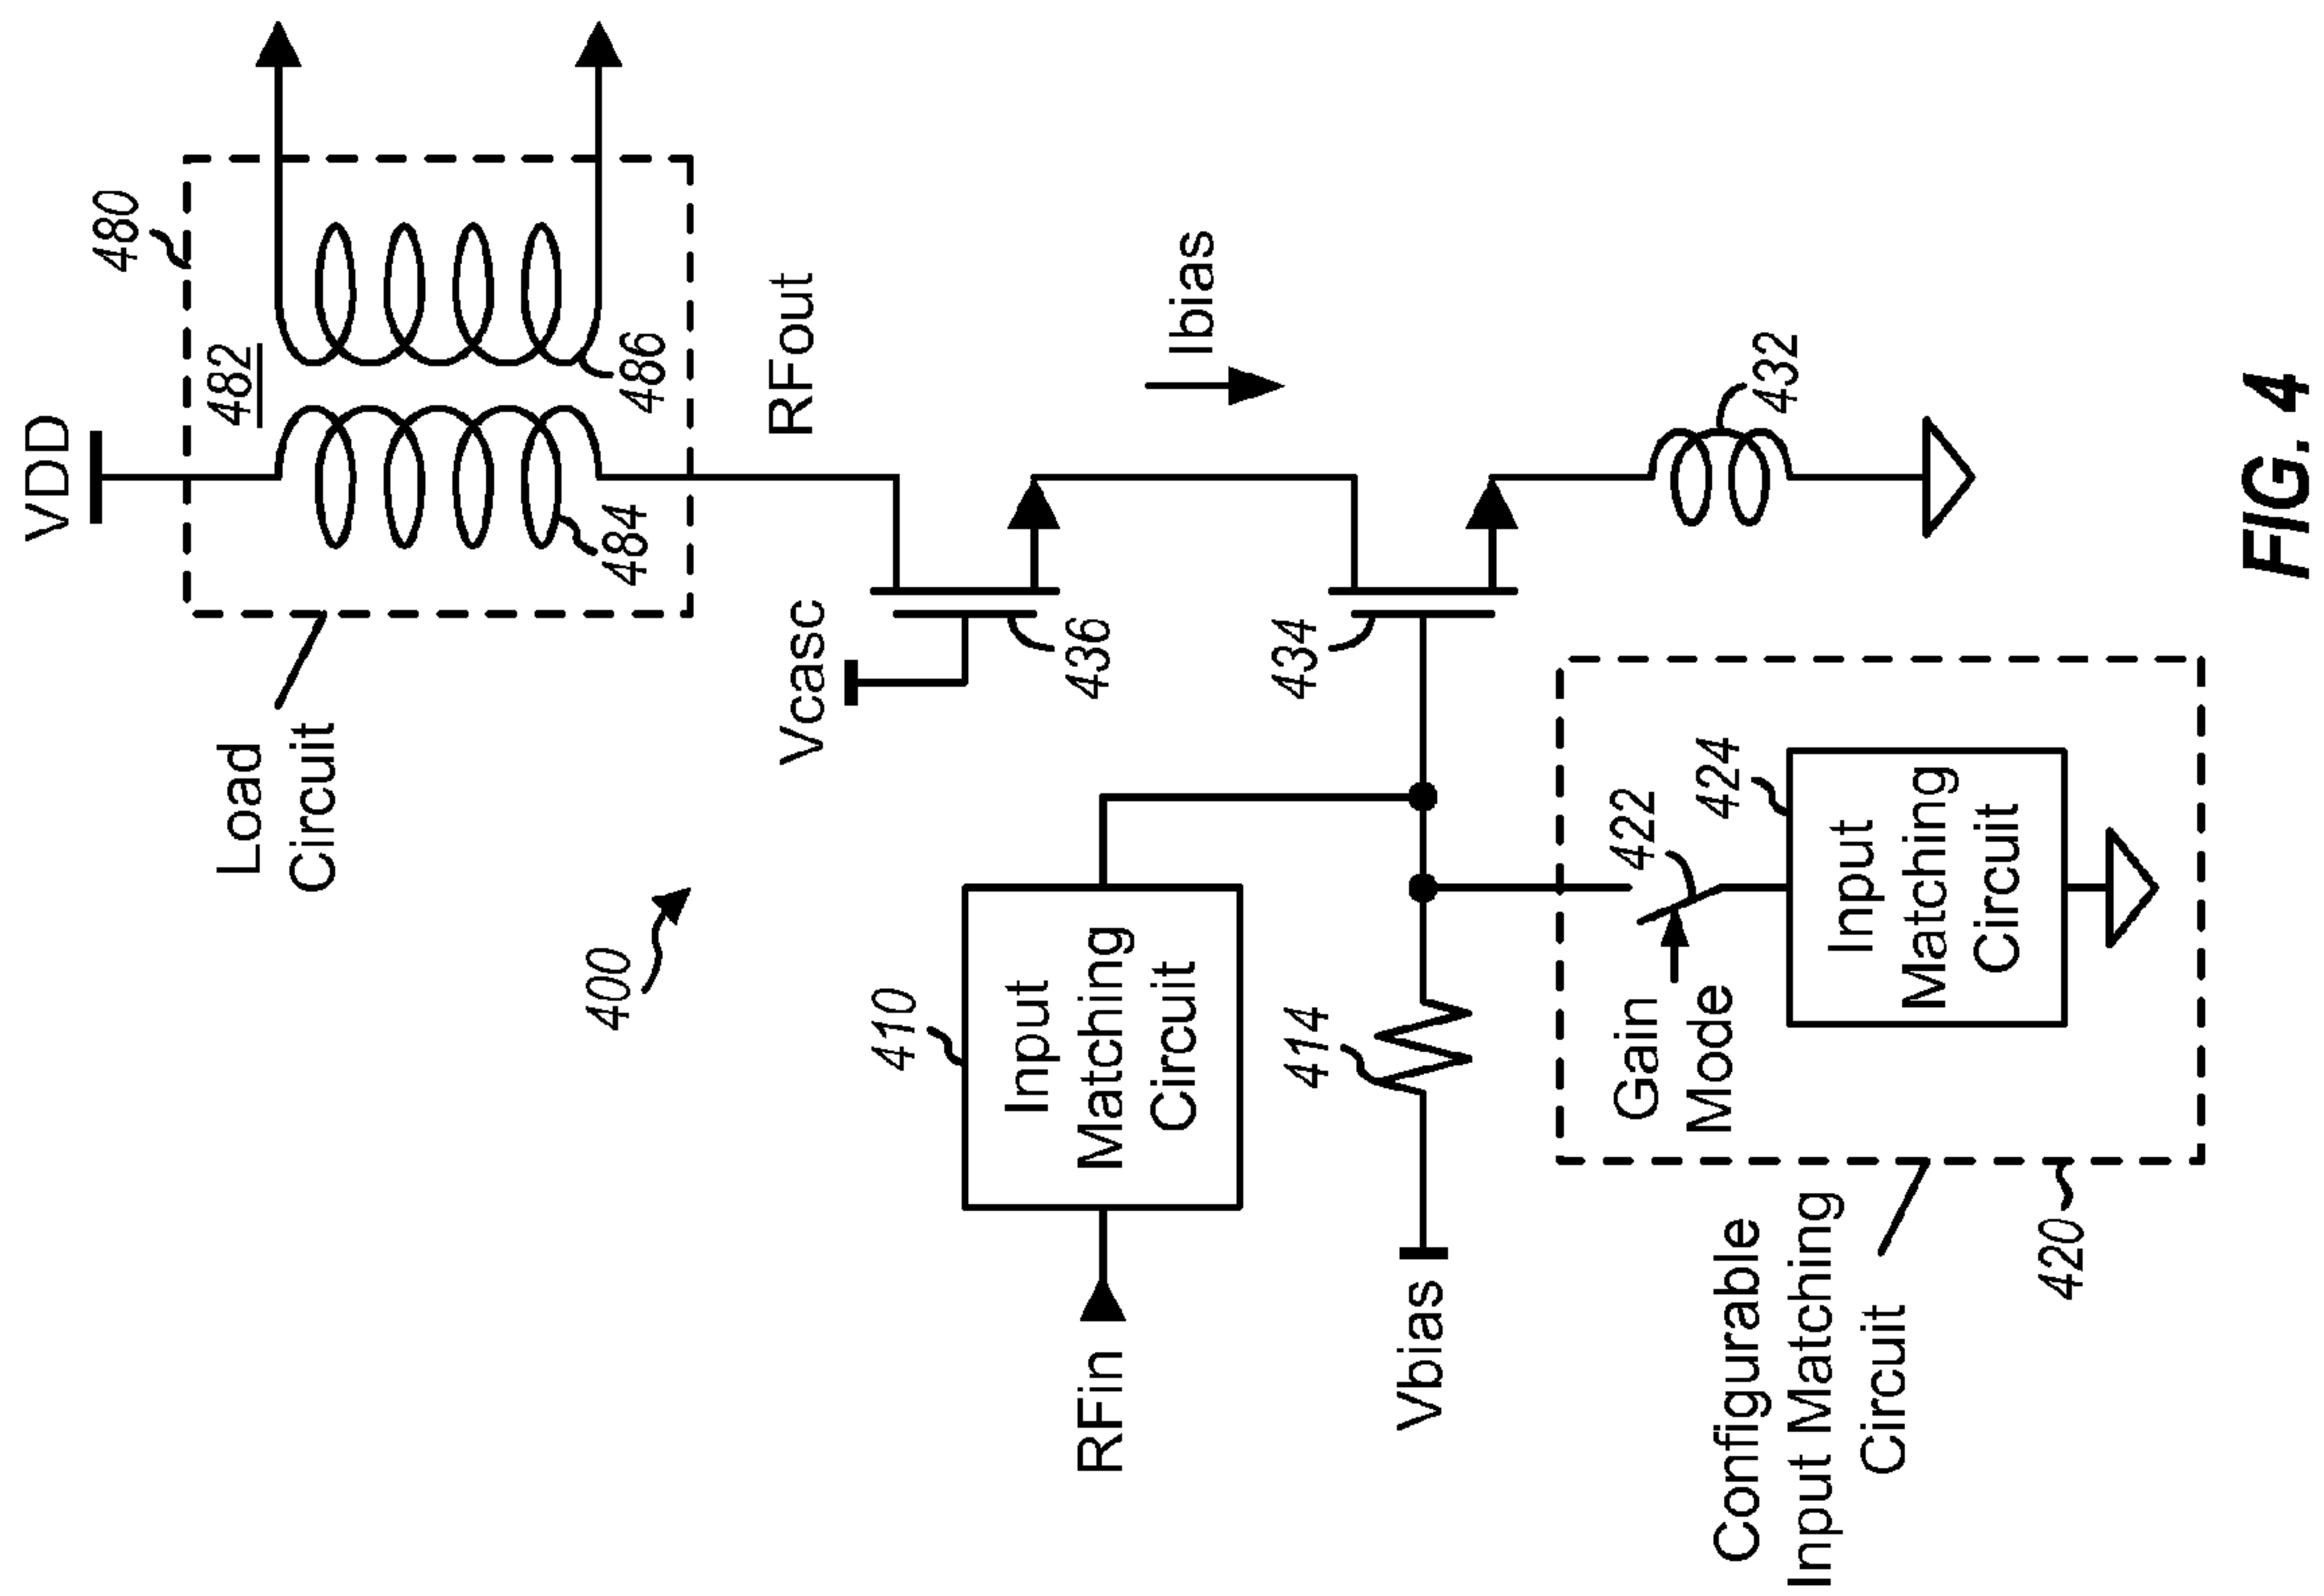 VDD
480
482
484
486
Load
Circuit
RFout
Vcasc
436
Ibias
400
410
Input
Matching
Circuit
RFin
434
432
414
Vbias
422
424
Gain
Mode
Input
Matching
Circuit
Configurable
Input Matching
Circuit
420
FIG. 4